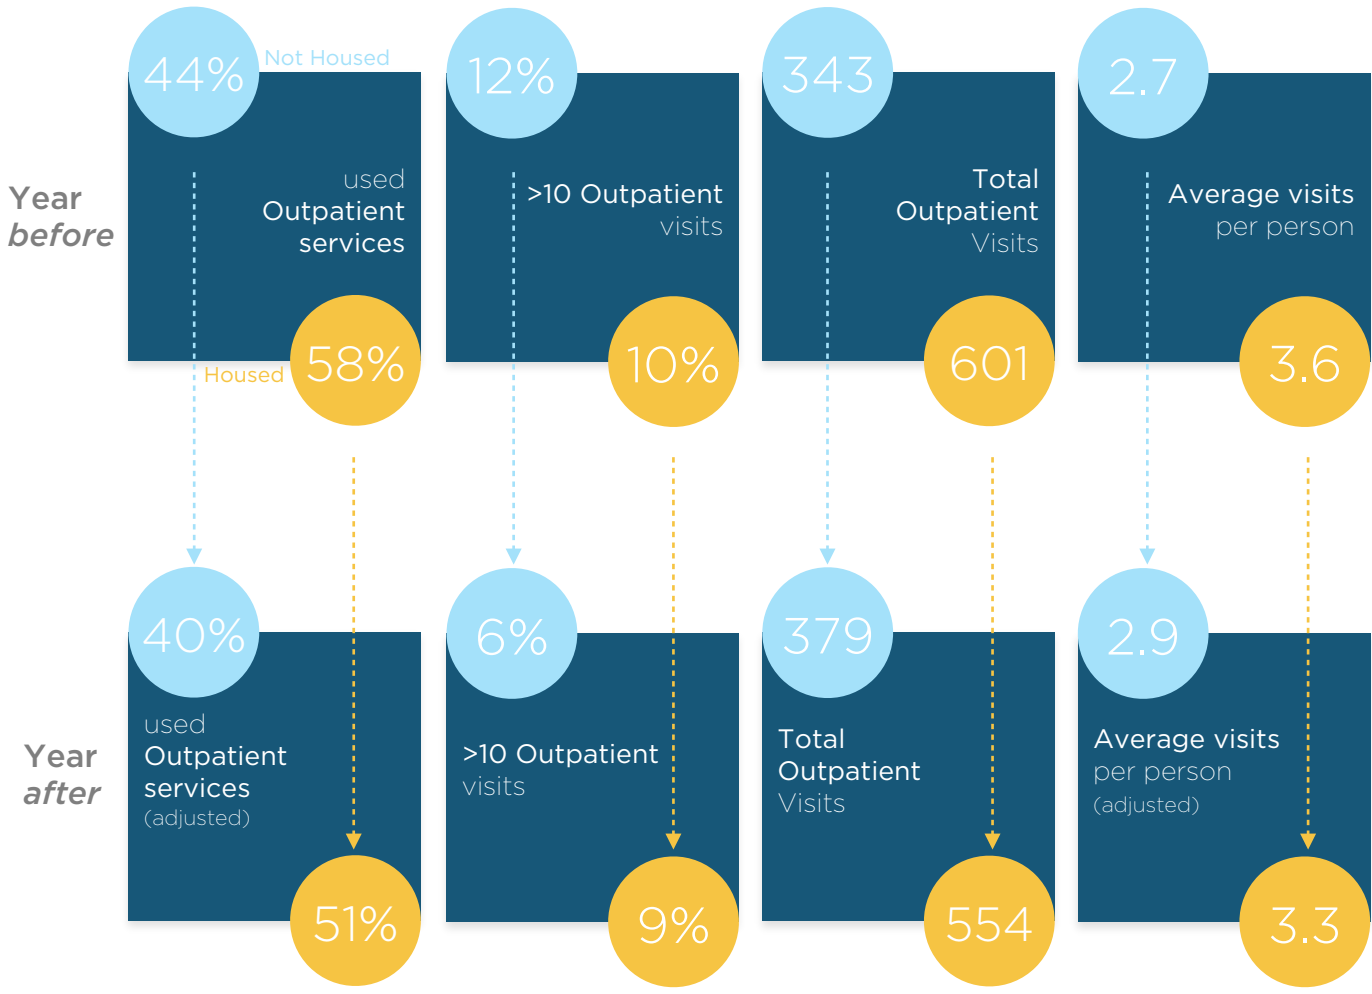 44%
Not Housed
Year
before
used
Outpatient
services
Housed
58%
12%
>10 Outpatient
visits
10%
343
Total
Outpatient
Visits
601
2.7
Average visits
per person
3.6
40%
Year
after
used
Outpatient
services
(adjusted)
51%
6%
>10 Outpatient
visits
9%
379
Total
Outpatient
Visits
554
2.9
Average visits
per person
(adjusted)
3.3